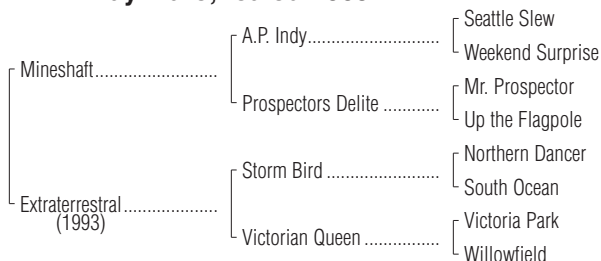 Seattle Slew
A.P. Indy
Weekend Surprise
Mineshaft
Mr. Prospector
Prospectors Delite
Up the Flagpole
Northern Dancer
Storm Bird
South Ocean
Extraterrestral
(1993)
Victoria Park
Victorian Queen
Willowfield